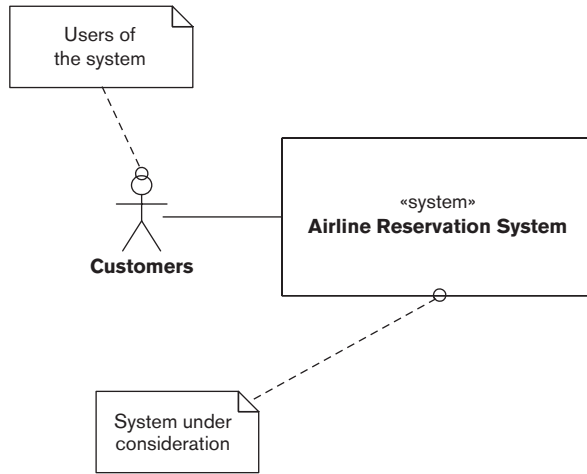 Users of
the system
«system»
Airline Reservation System
Customers
System under
consideration